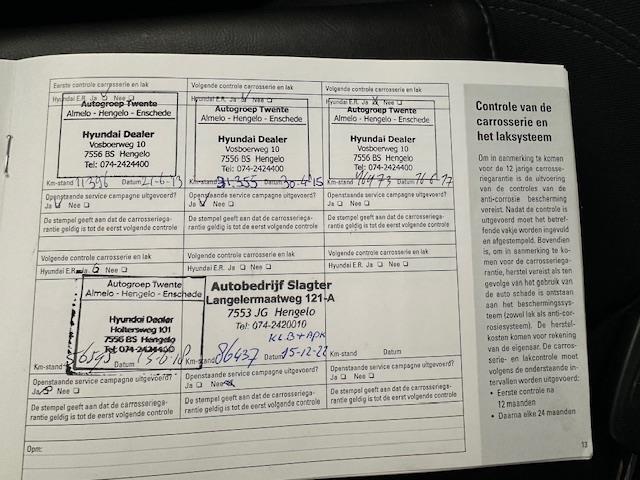 Eerste controle carrosserie en lak
Hyundai E.R. Ja Nee
Autogroep Twente
Almelo - Hengelo - Enschede
Hyundai Dealer
Vosboerweg 10
7556 BS Hengelo
Tel: 074-2424400
Km-stand 11396 Datum 21-6-13
Openstaande service campagne uitgevoerd?
Ja Nee
De stempel geeft aan dat de carrosseriega-
rantie geldig is tot de eerst volgende controle
Volgende controle carrosserie en lak
Hyundai E.R. Ja Nee
Autogroep Twente
Almelo - Hengelo - Enschede
Hyundai Dealer
Vosboerweg 10
7556 BS Hengelo
Tel: 074-2424400
Km-stand 31.355 Datum 30-4-'15
Openstaande service campagne uitgevoerd?
Ja Nee
De stempel geeft aan dat de carrosseriega-
rantie geldig is tot de eerst volgende controle
Volgende controle carrosserie en lak
Hyundai E.R. Ja Nee
Autogroep Twente
Almelo - Hengelo - Enschede
Hyundai Dealer
Vosboerweg 10
7556 BS Hengelo
Tel: 074-2424400
Km-stand Datum 16-6-17
Openstaande service campagne uitgevoerd?
Ja Nee
De stempel geeft aan dat de carrosseriega-
rantie geldig is tot de eerst volgende controle
Volgende controle carrosserie en lak
Hyundai E.R. Ja Nee
Autogroep Twente
Almelo - Hengelo - Enschede
Hyundai Dealer
Holtersweg 101
7556 BS Hengelo
Tel: 074-2424400
Datum
Openstaande service campagne uitgevoerd?
Ja Nee
De stempel geeft aan dat de carrosseriega-
rantie geldig is tot de eerst volgende controle
Volgende controle carrosserie en lak
Hyundai E.R. Ja Nee
Autobedrijf Slagter
Langelermaatweg 121-A
7553 JG Hengelo
Tel: 074-2420010
KLB + APK
Km-stand 86437 Datum 15-12-22
Openstaande service campagne uitgevoerd?
Ja Nee
De stempel geeft aan dat de carrosseriega-
rantie geldig is tot de eerst volgende controle
Volgende controle carrosserie en lak
Hyundai E.R. Ja Nee
Km-stand Datum
Openstaande service campagne uitgevoerd?
Ja Nee
De stempel geeft aan dat de carrosseriega-
rantie geldig is tot de eerst volgende controle
Opm:
Controle van de
carrosserie en
het laksysteem
Om in aanmerking te komen
voor de 12 jarige carrosse-
riegarantie is de uitvoering
van de controles van de
anti-corrosie bescherming
vereist. Nadat de controle is
uitgevoerd moet het betref-
fende vakje worden ingevuld
en afgestempeld. Bovendien
is, om in aanmerking te ko-
men voor de carrosseriega-
rantie, herstel vereist als ten
gevolge van het gebruik van
de auto schade is ontstaan
aan het beschermingssys-
teem (zowel lak als anti-cor-
rosiesysteem). De herstel-
kosten komen voor rekening
van de eigenaar. De carros-
serie- en lakcontrole moet
volgens de onderstaande in-
tervallen worden uitgevoerd:
• Eerste controle na
12 maanden
• Daarna elke 24 maanden
13